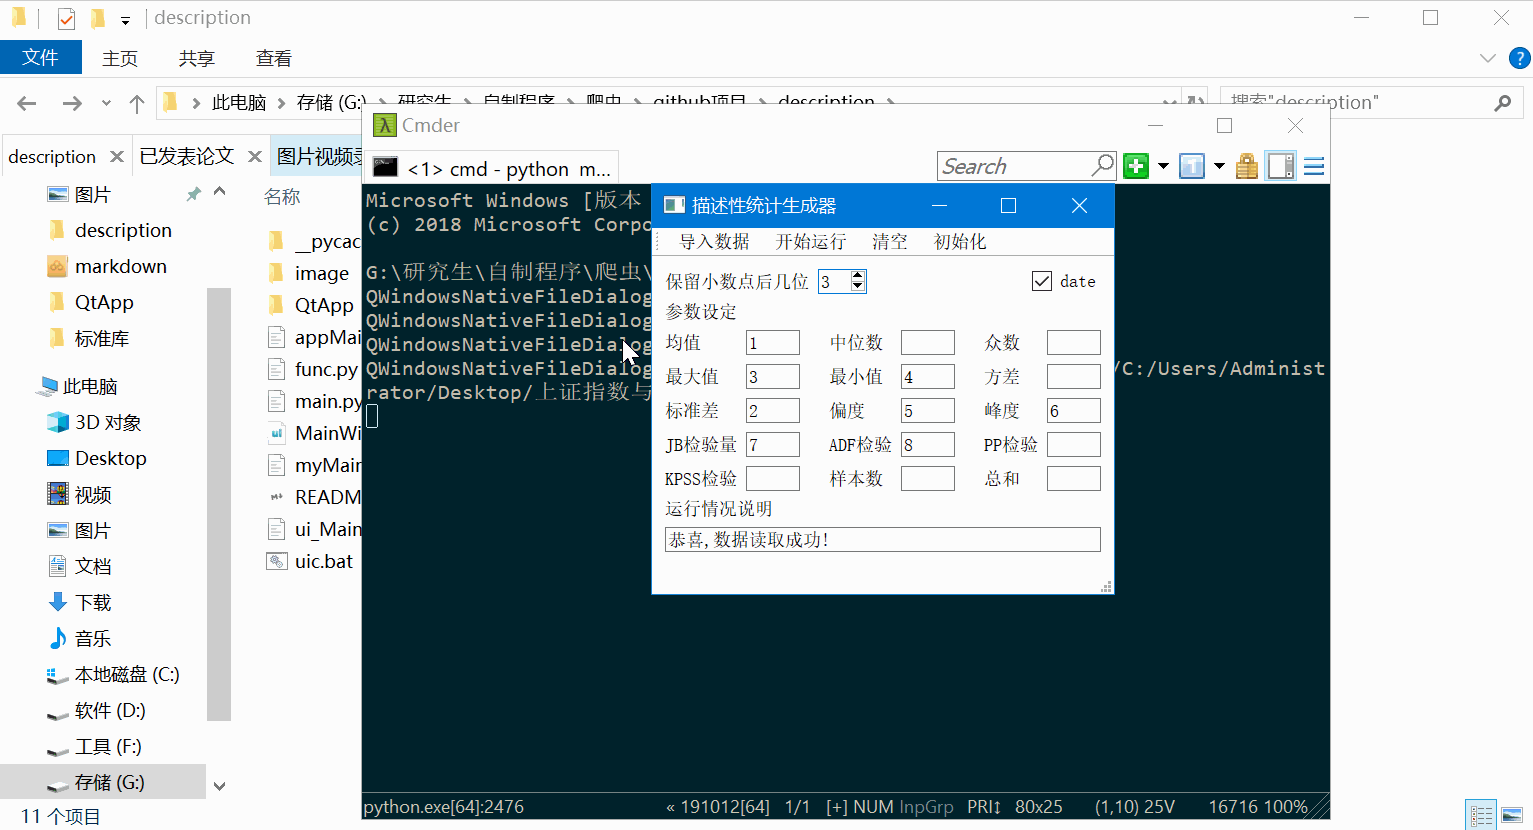 description
文件 主页 共享 查看
此电脑 存储 (G:) 研究生 自制程序 爬虫 github项目 description 搜索"description"
description 已发表论文 图片视频
图片
description
markdown
QtApp
标准库
此电脑
3D 对象
Desktop
视频
图片
文档
下载
音乐
本地磁盘 (C:)
软件 (D:)
工具 (F:)
存储 (G:)
11 个项目
名称
__pycac
image
QtApp
appMai
func.py
main.py
MainWi
myMain
READM
ui_Main
uic.bat
Cmder
<1> cmd - python m...
Search
Microsoft Windows [版本
(c) 2018 Microsoft Corpo
G:\研究生\自制程序\爬虫\
QWindowsNativeFileDialog
QWindowsNativeFileDialog
QWindowsNativeFileDialog
QWindowsNativeFileDialog /C:/Users/Administ
rator/Desktop/上证指数与
描述性统计生成器
导入数据 开始运行 清空 初始化
保留小数点后几位 3 date
参数设定
均值 1 中位数 众数
最大值 3 最小值 4 方差
标准差 2 偏度 5 峰度 6
JB检验量 7 ADF检验 8 PP检验
KPSS检验 样本数 总和
运行情况说明
恭喜,数据读取成功!
python.exe[64]:2476 « 191012[64] 1/1 [+] NUM InpGrp PRI↕ 80x25 (1,10) 25V 16716 100%